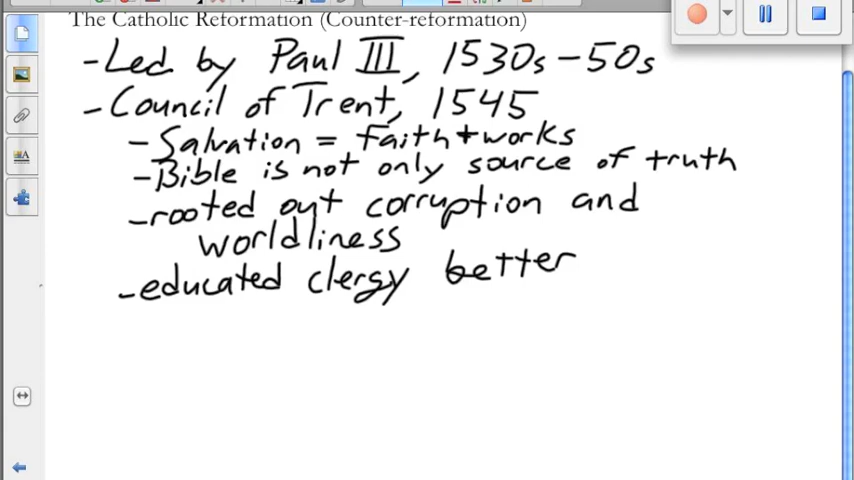 The Catholic Reformation (Counter-reformation)
- Led by Paul III, 1530s-50s
- Council of Trent, 1545
- Salvation = faith + works
- Bible is not only source of truth
- rooted out corruption and
worldliness
- educated clergy better